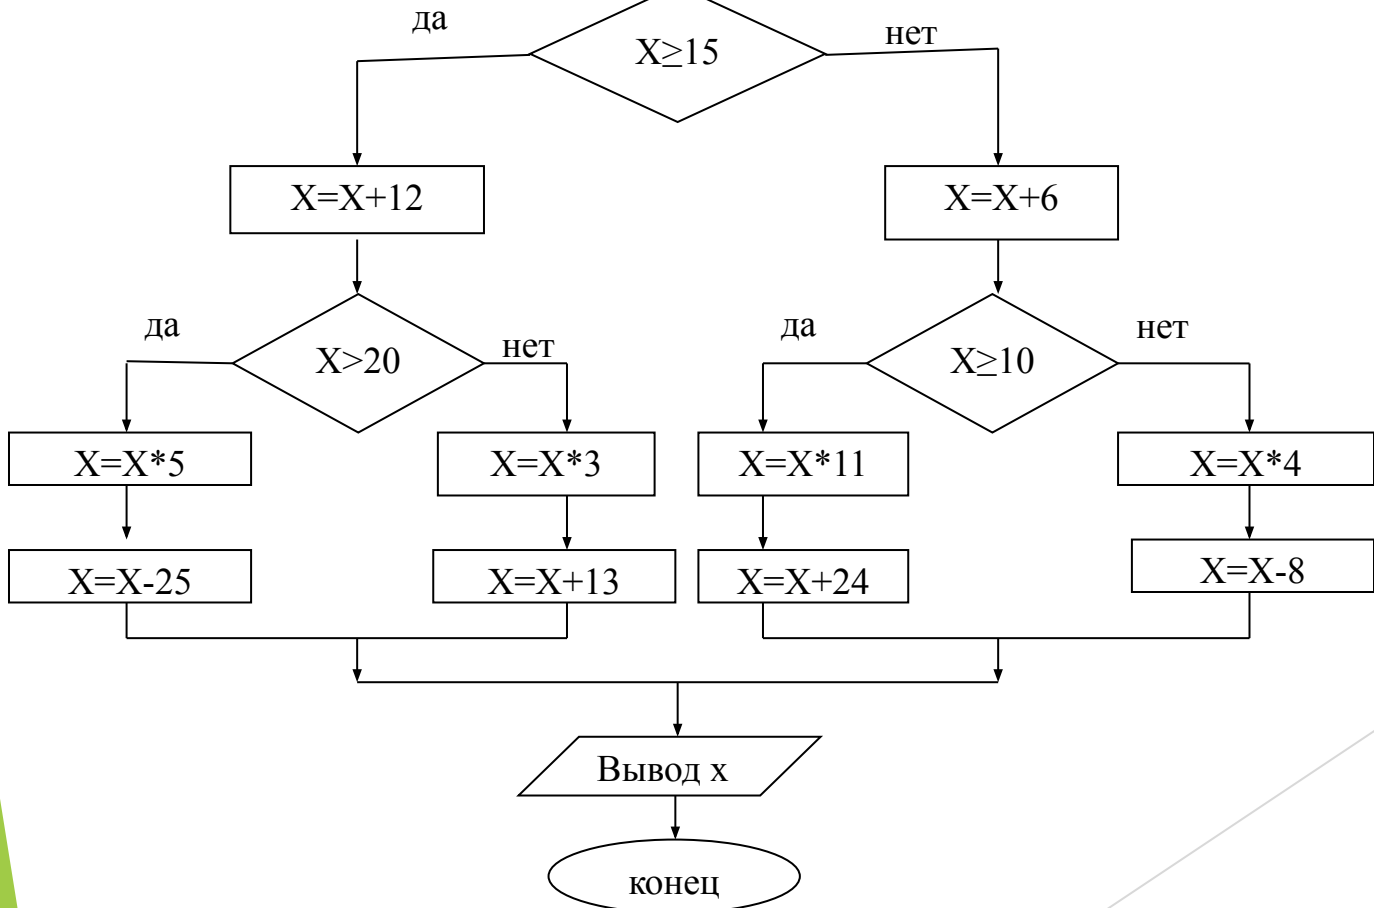 да
X≥15
нет
X=X+12
X=X+6
да
X>20
нет
да
X≥10
нет
X=X*5
X=X*3
X=X*11
X=X*4
X=X-25
X=X+13
X=X+24
X=X-8
Вывод x
конец